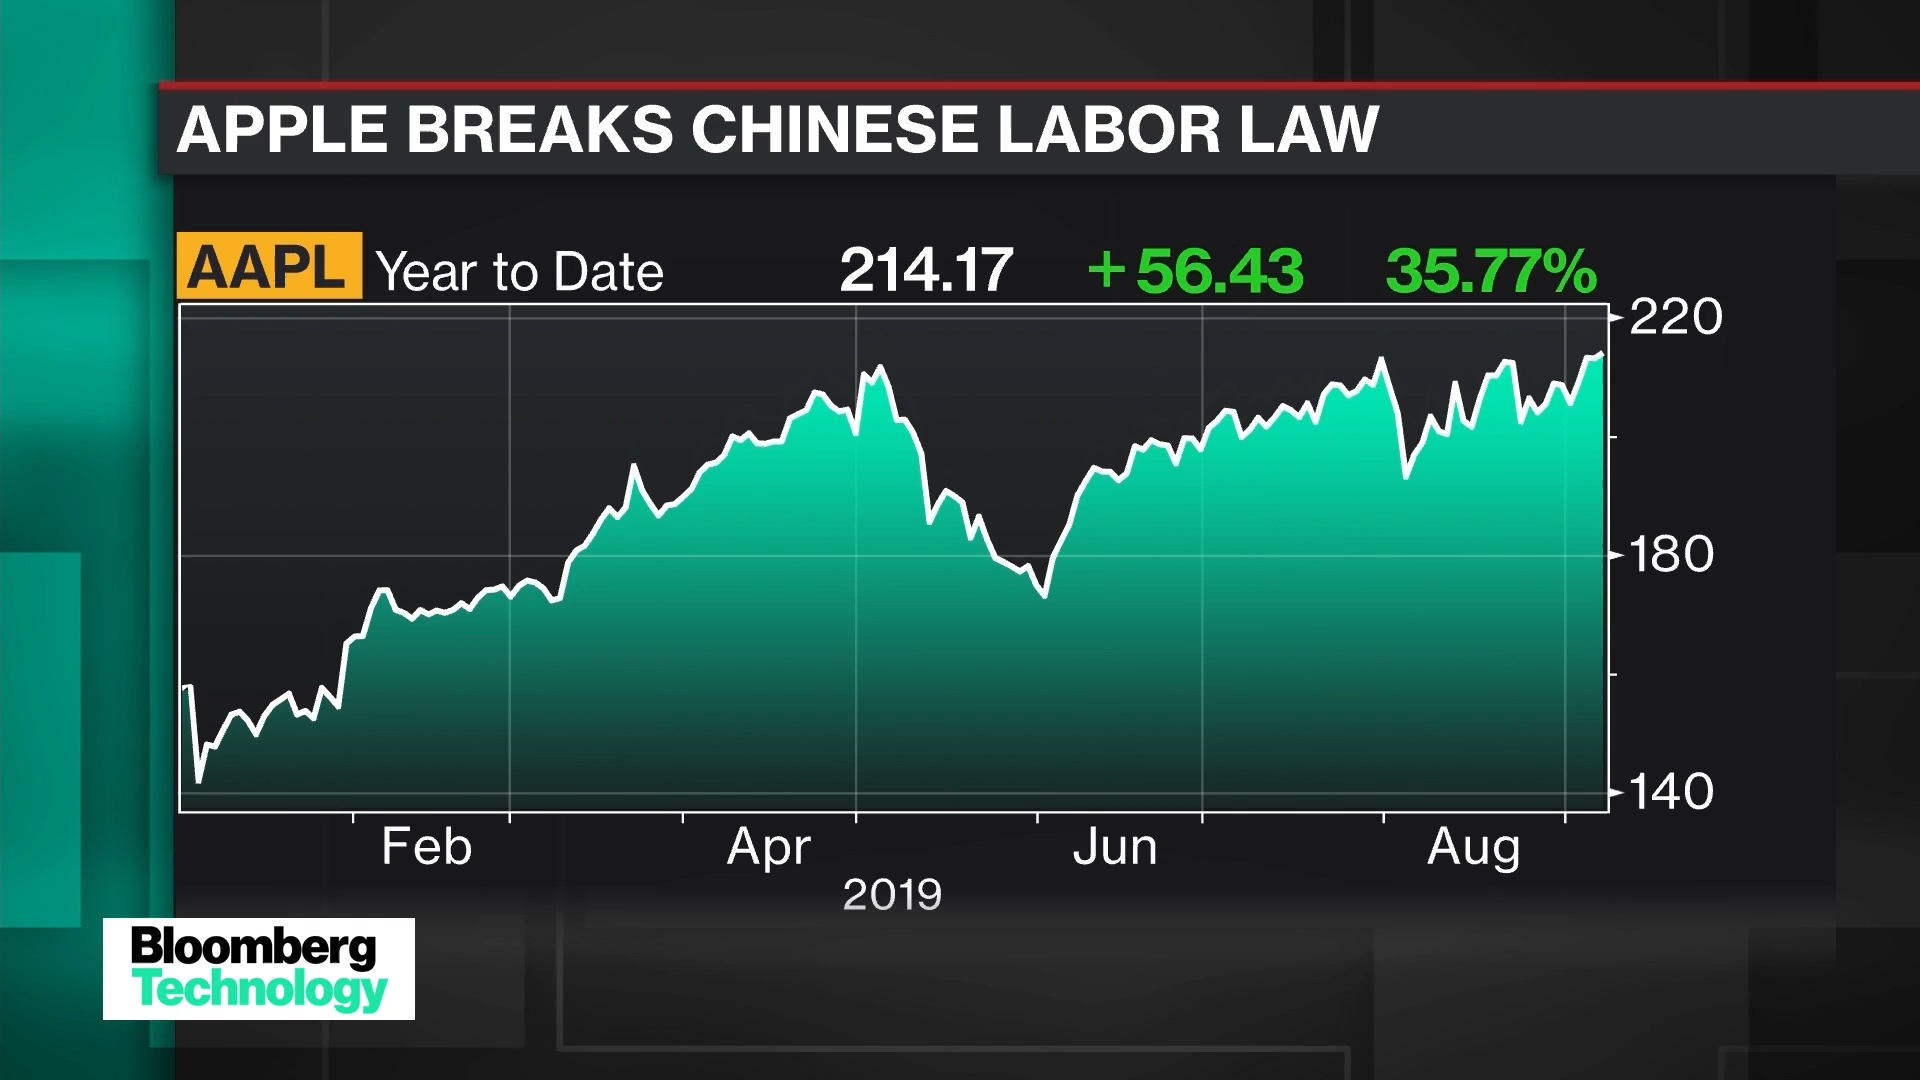 APPLE BREAKS CHINESE LABOR LAW
AAPL Year to Date 214.17 +56.43 35.77%
220
180
140
Feb Apr Jun Aug
2019
Bloomberg
Technology